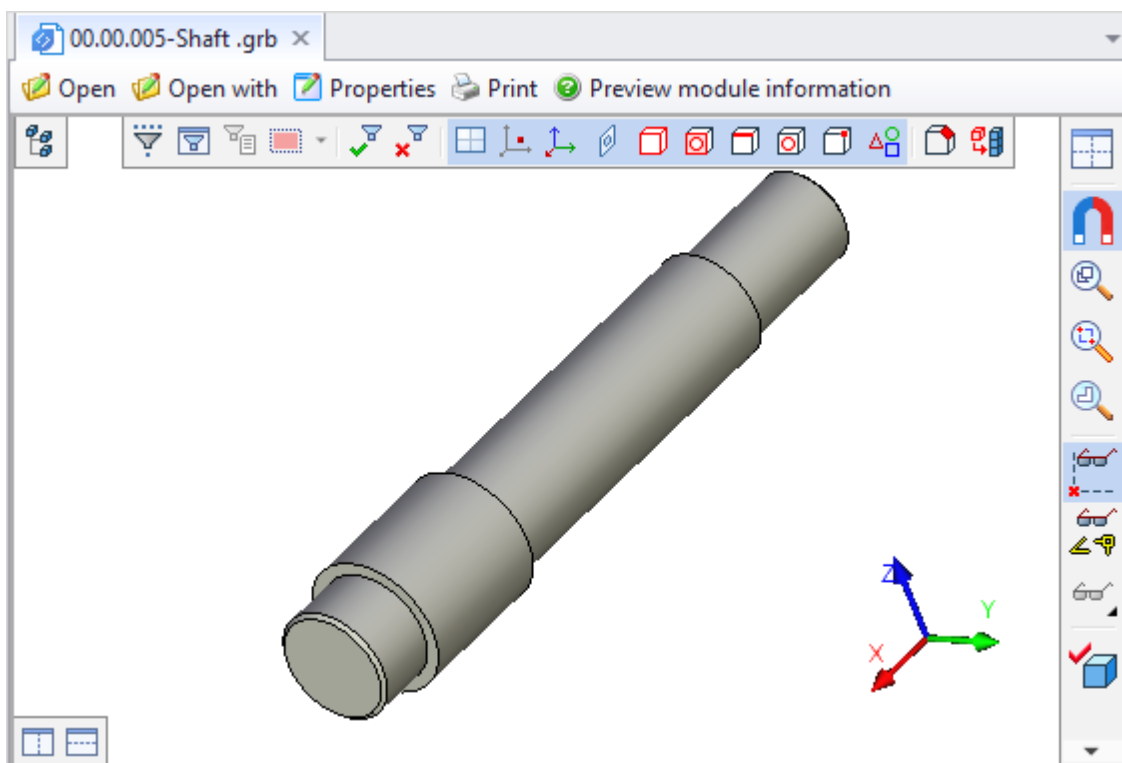 00.00.005-Shaft .grb
Open Open with Properties Print Preview module information
Z
Y
X